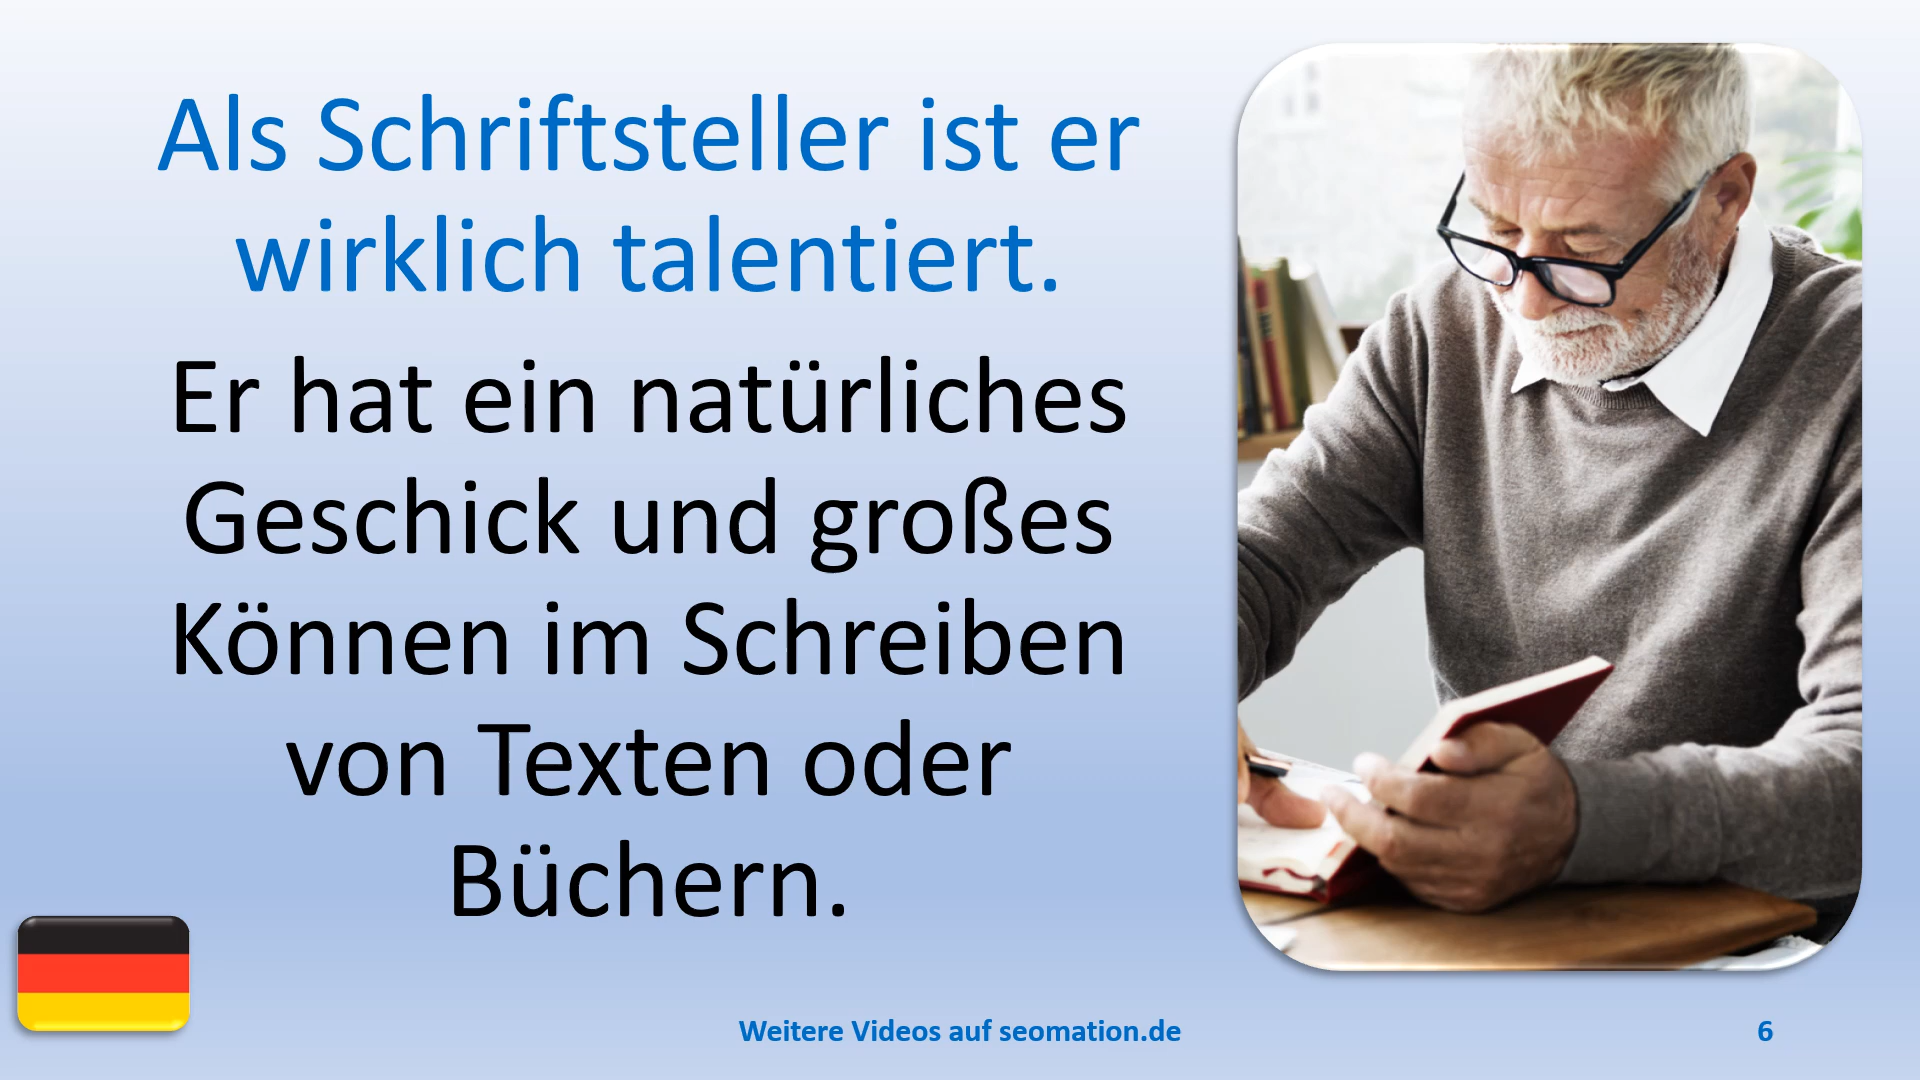 Als Schriftsteller ist er
wirklich talentiert.
Er hat ein natürliches
Geschick und großes
Können im Schreiben
von Texten oder
Büchern.
Weitere Videos auf seomation.de
6